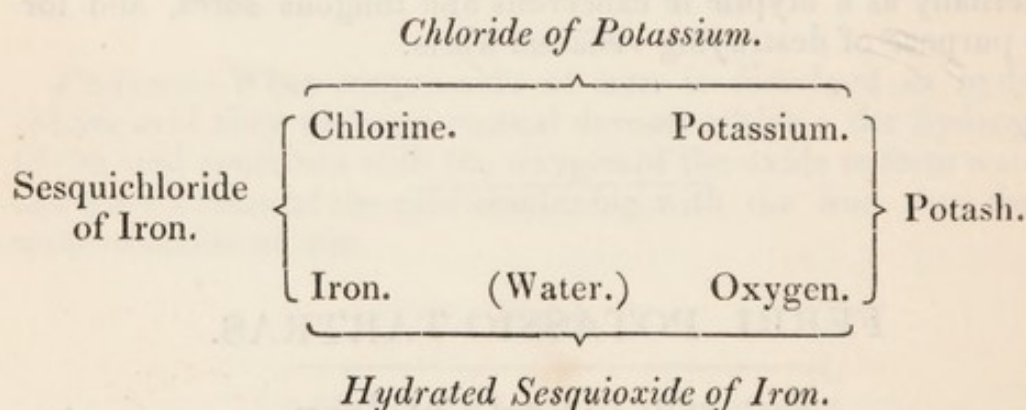 Chloride of Potassium.
Chlorine. Potassium.
Sesquichloride
of Iron.
Potash.
Iron. (Water.) Oxygen.
Hydrated Sesquioxide of Iron.